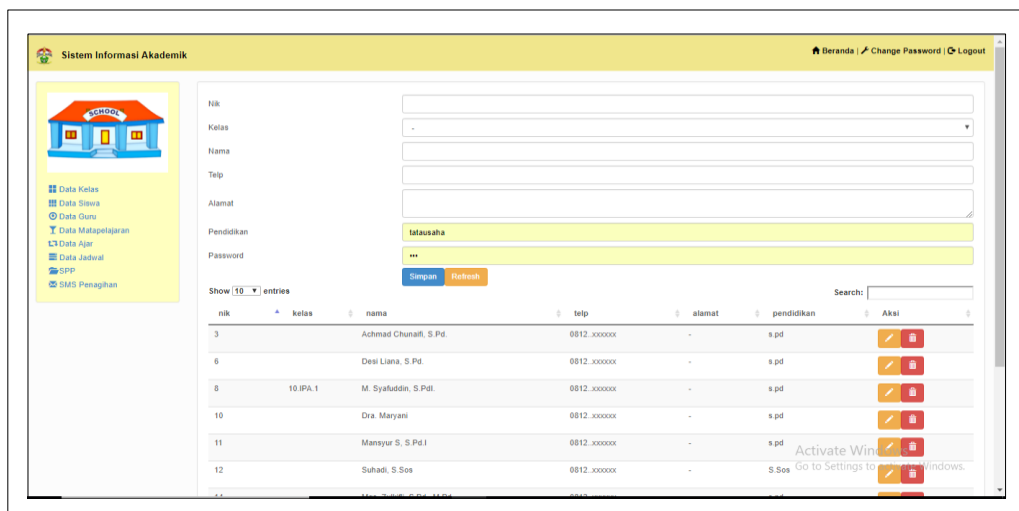 Sistem Informasi Akademik
Beranda | Change Password | Logout
SCHOOL
Data Kelas
Data Siswa
Data Guru
Data Matapelajaran
Data Ajar
Data Jadwal
SPP
SMS Penagihan
Nik
Kelas -
Nama
Telp
Alamat
Pendidikan tatausaha
Password •••
Simpan Refresh
Show 10 entries Search:
nik kelas nama telp alamat pendidikan Aksi
3 Achmad Chunaifi, S.Pd. 0812..xxxxxx - s.pd
6 Desi Liana, S.Pd. 0812..xxxxxx - s.pd
8 10.IPA.1 M. Syafuddin, S.PdI. 0812..xxxxxx - s.pd
10 Dra. Maryani 0812..xxxxxx - s.pd
11 Mansyur S, S.Pd.I 0812..xxxxxx - s.pd
12 Suhadi, S.Sos 0812..xxxxxx - S.Sos
Activate Windows
Go to Settings to activate Windows.